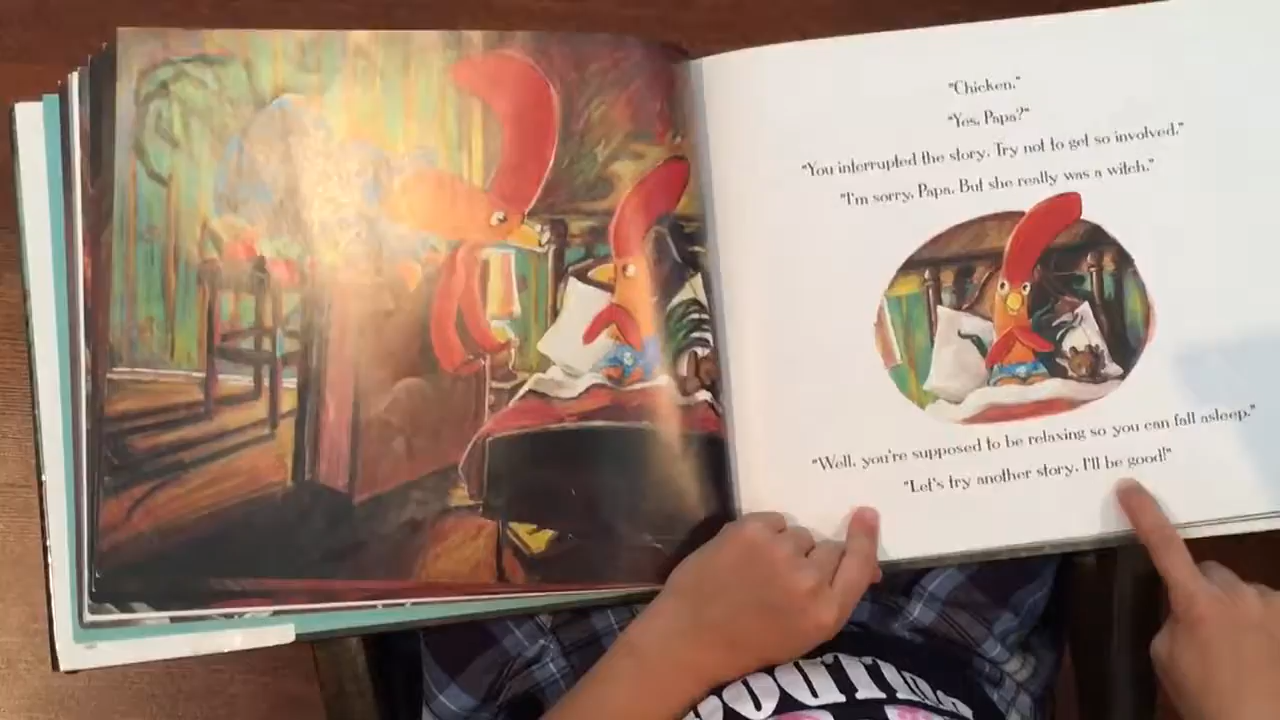 "Chicken."
"Yes, Papa?"
"You interrupted the story. Try not to get so involved."
"I'm sorry, Papa. But she really was a witch."
"Well, you're supposed to be relaxing so you can fall asleep."
"Let's try another story. I'll be good!"